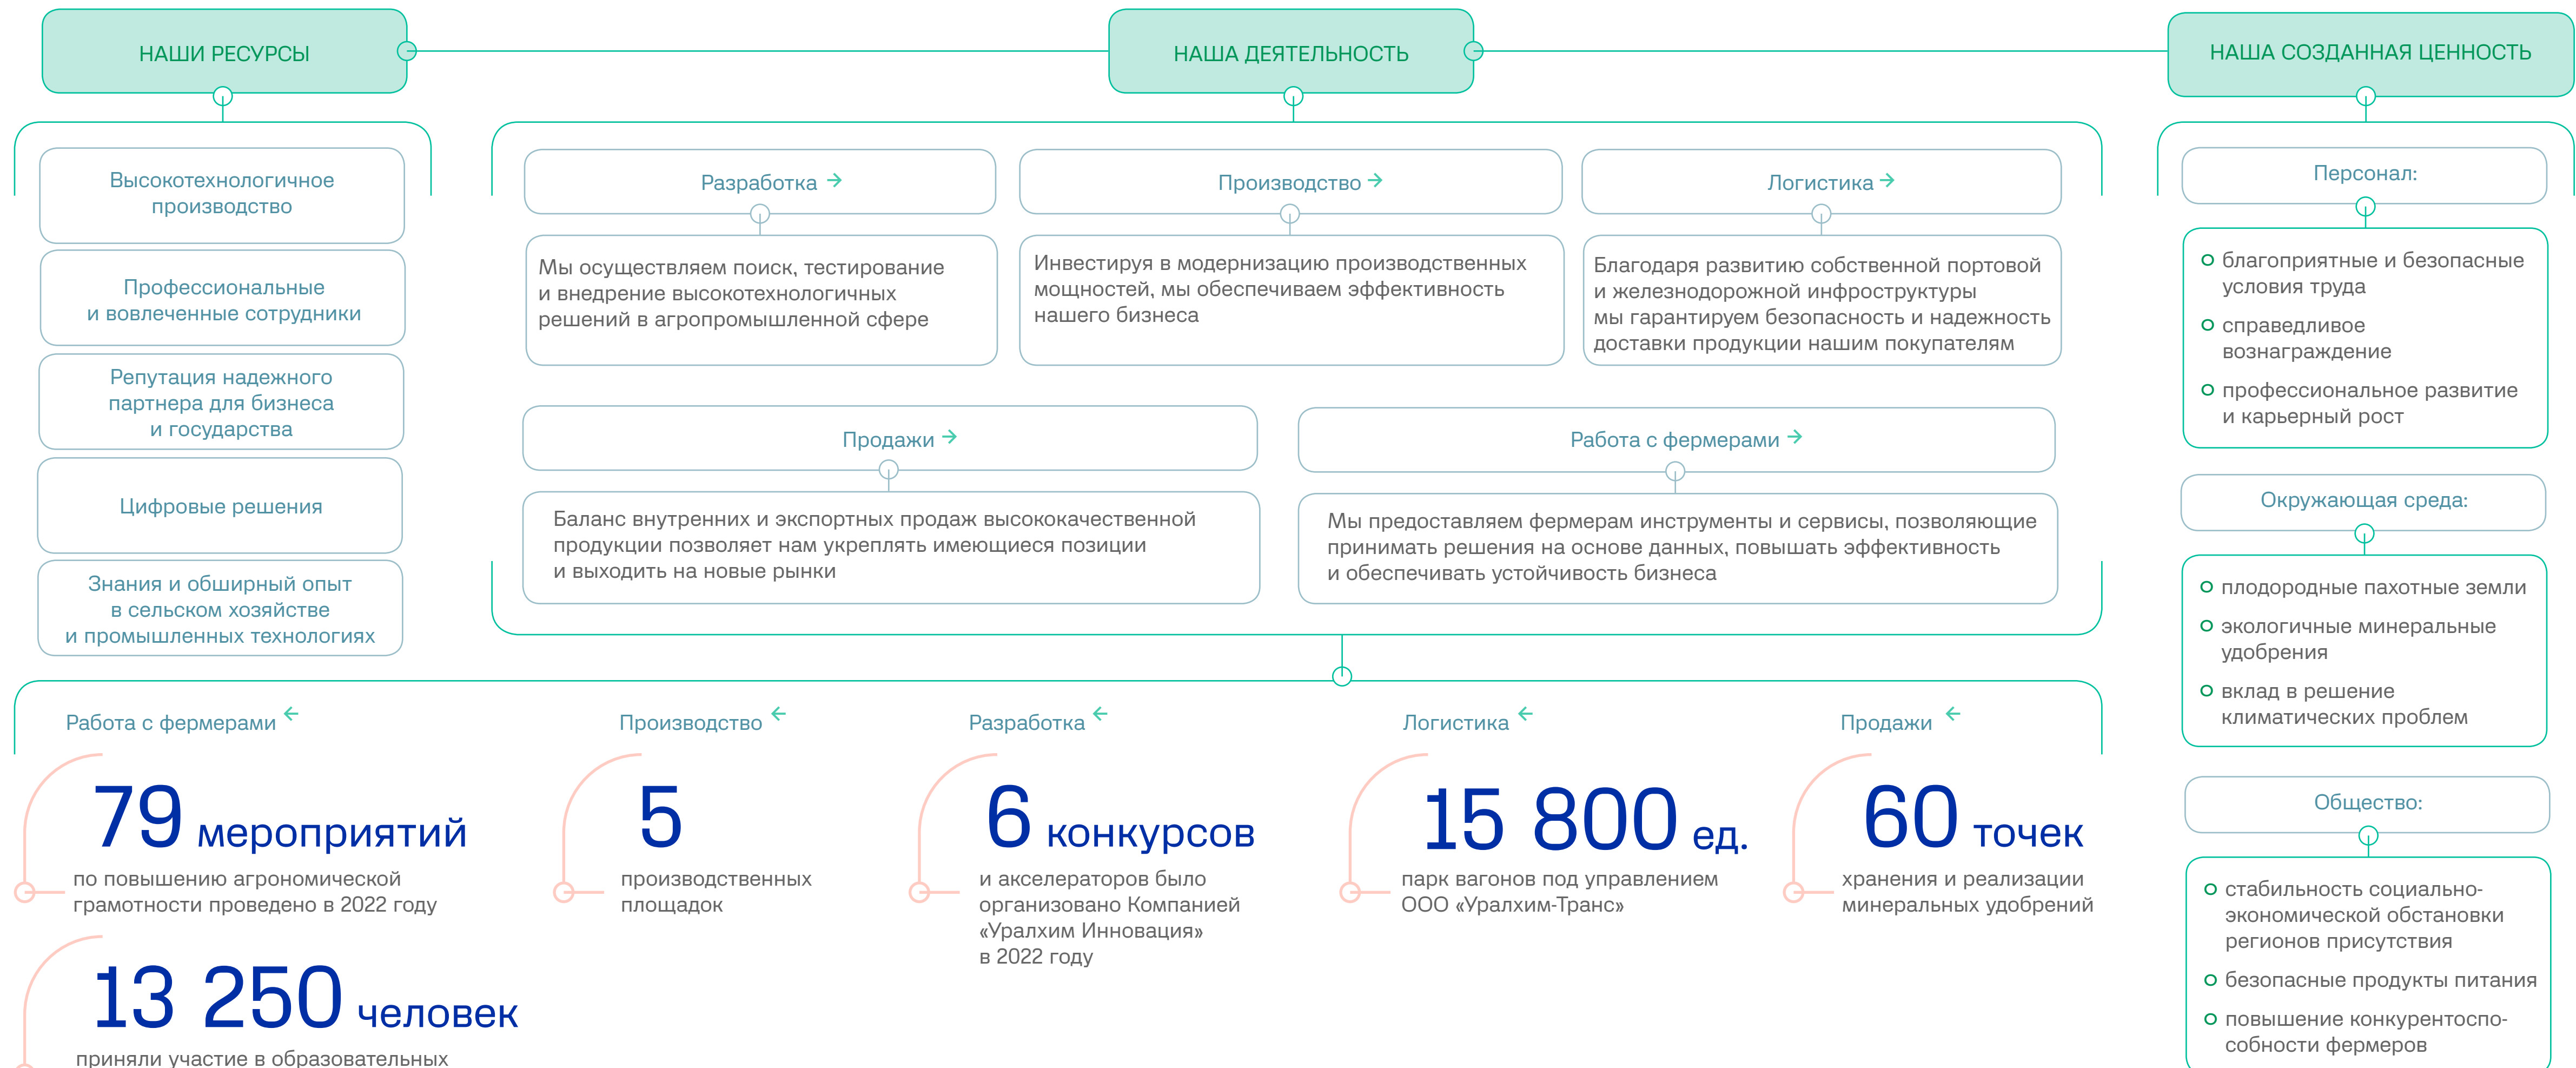 НАШИ РЕСУРСЫ
Высокотехнологичное
производство
Профессиональные
и вовлеченные сотрудники
Репутация надежного
партнера для бизнеса
и государства
Цифровые решения
Знания и обширный опыт
в сельском хозяйстве
и промышленных технологиях
НАША ДЕЯТЕЛЬНОСТЬ
Разработка →
Мы осуществляем поиск, тестирование
и внедрение высокотехнологичных
решений в агропромышленной сфере
Производство →
Инвестируя в модернизацию производственных
мощностей, мы обеспечиваем эффективность
нашего бизнеса
Логистика →
Благодаря развитию собственной портовой
и железнодорожной инфроструктуры
мы гарантируем безопасность и надежность
доставки продукции нашим покупателям
Продажи →
Баланс внутренних и экспортных продаж высококачественной
продукции позволяет нам укреплять имеющиеся позиции
и выходить на новые рынки
Работа с фермерами →
Мы предоставляем фермерам инструменты и сервисы, позволяющие
принимать решения на основе данных, повышать эффективность
и обеспечивать устойчивость бизнеса
Работа с фермерами ←
79 мероприятий
по повышению агрономической
грамотности проведено в 2022 году
13 250 человек
приняли участие в образовательных
Производство ←
5
производственных
площадок
Разработка ←
6 конкурсов
и акселераторов было
организовано Компанией
«Уралхим Инновация»
в 2022 году
Логистика ←
15 800 ед.
парк вагонов под управлением
ООО «Уралхим-Транс»
Продажи ←
60 точек
хранения и реализации
минеральных удобрений
НАША СОЗДАННАЯ ЦЕННОСТЬ
Персонал:
благоприятные и безопасные
условия труда
справедливое
вознаграждение
профессиональное развитие
и карьерный рост
Окружающая среда:
плодородные пахотные земли
экологичные минеральные
удобрения
вклад в решение
климатических проблем
Общество:
стабильность социально-
экономической обстановки
регионов присутствия
безопасные продукты питания
повышение конкурентоспо-
собности фермеров